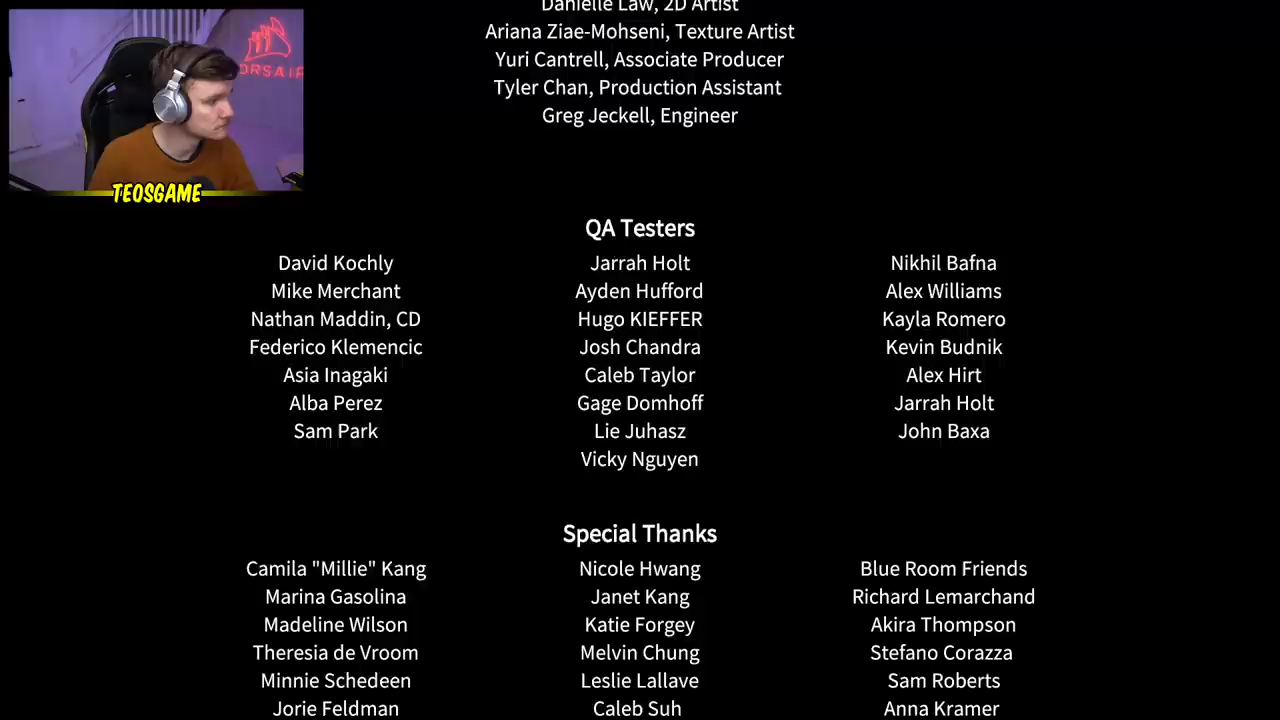 Danielle Law, 2D Artist
Ariana Ziae-Mohseni, Texture Artist
Yuri Cantrell, Associate Producer
Tyler Chan, Production Assistant
Greg Jeckell, Engineer
CORSAIR
TEOSGAME
QA Testers
David Kochly
Mike Merchant
Nathan Maddin, CD
Federico Klemencic
Asia Inagaki
Alba Perez
Sam Park
Jarrah Holt
Ayden Hufford
Hugo KIEFFER
Josh Chandra
Caleb Taylor
Gage Domhoff
Lie Juhasz
Vicky Nguyen
Nikhil Bafna
Alex Williams
Kayla Romero
Kevin Budnik
Alex Hirt
Jarrah Holt
John Baxa
Special Thanks
Camila "Millie" Kang
Marina Gasolina
Madeline Wilson
Theresia de Vroom
Minnie Schedeen
Jorie Feldman
Nicole Hwang
Janet Kang
Katie Forgey
Melvin Chung
Leslie Lallave
Caleb Suh
Blue Room Friends
Richard Lemarchand
Akira Thompson
Stefano Corazza
Sam Roberts
Anna Kramer